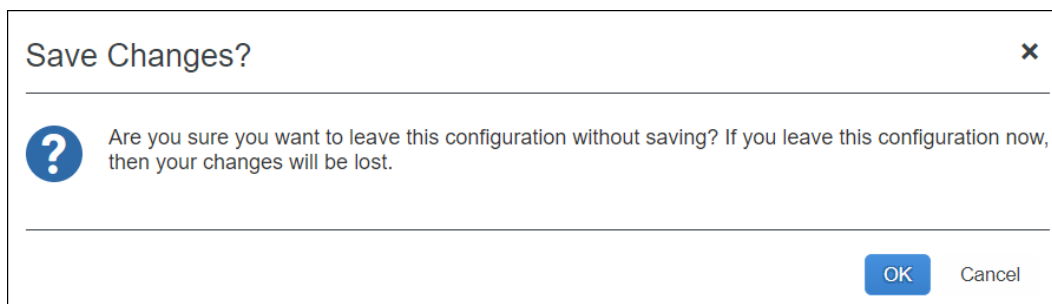 Save Changes?
×
?
Are you sure you want to leave this configuration without saving? If you leave this configuration now,
then your changes will be lost.
OK Cancel